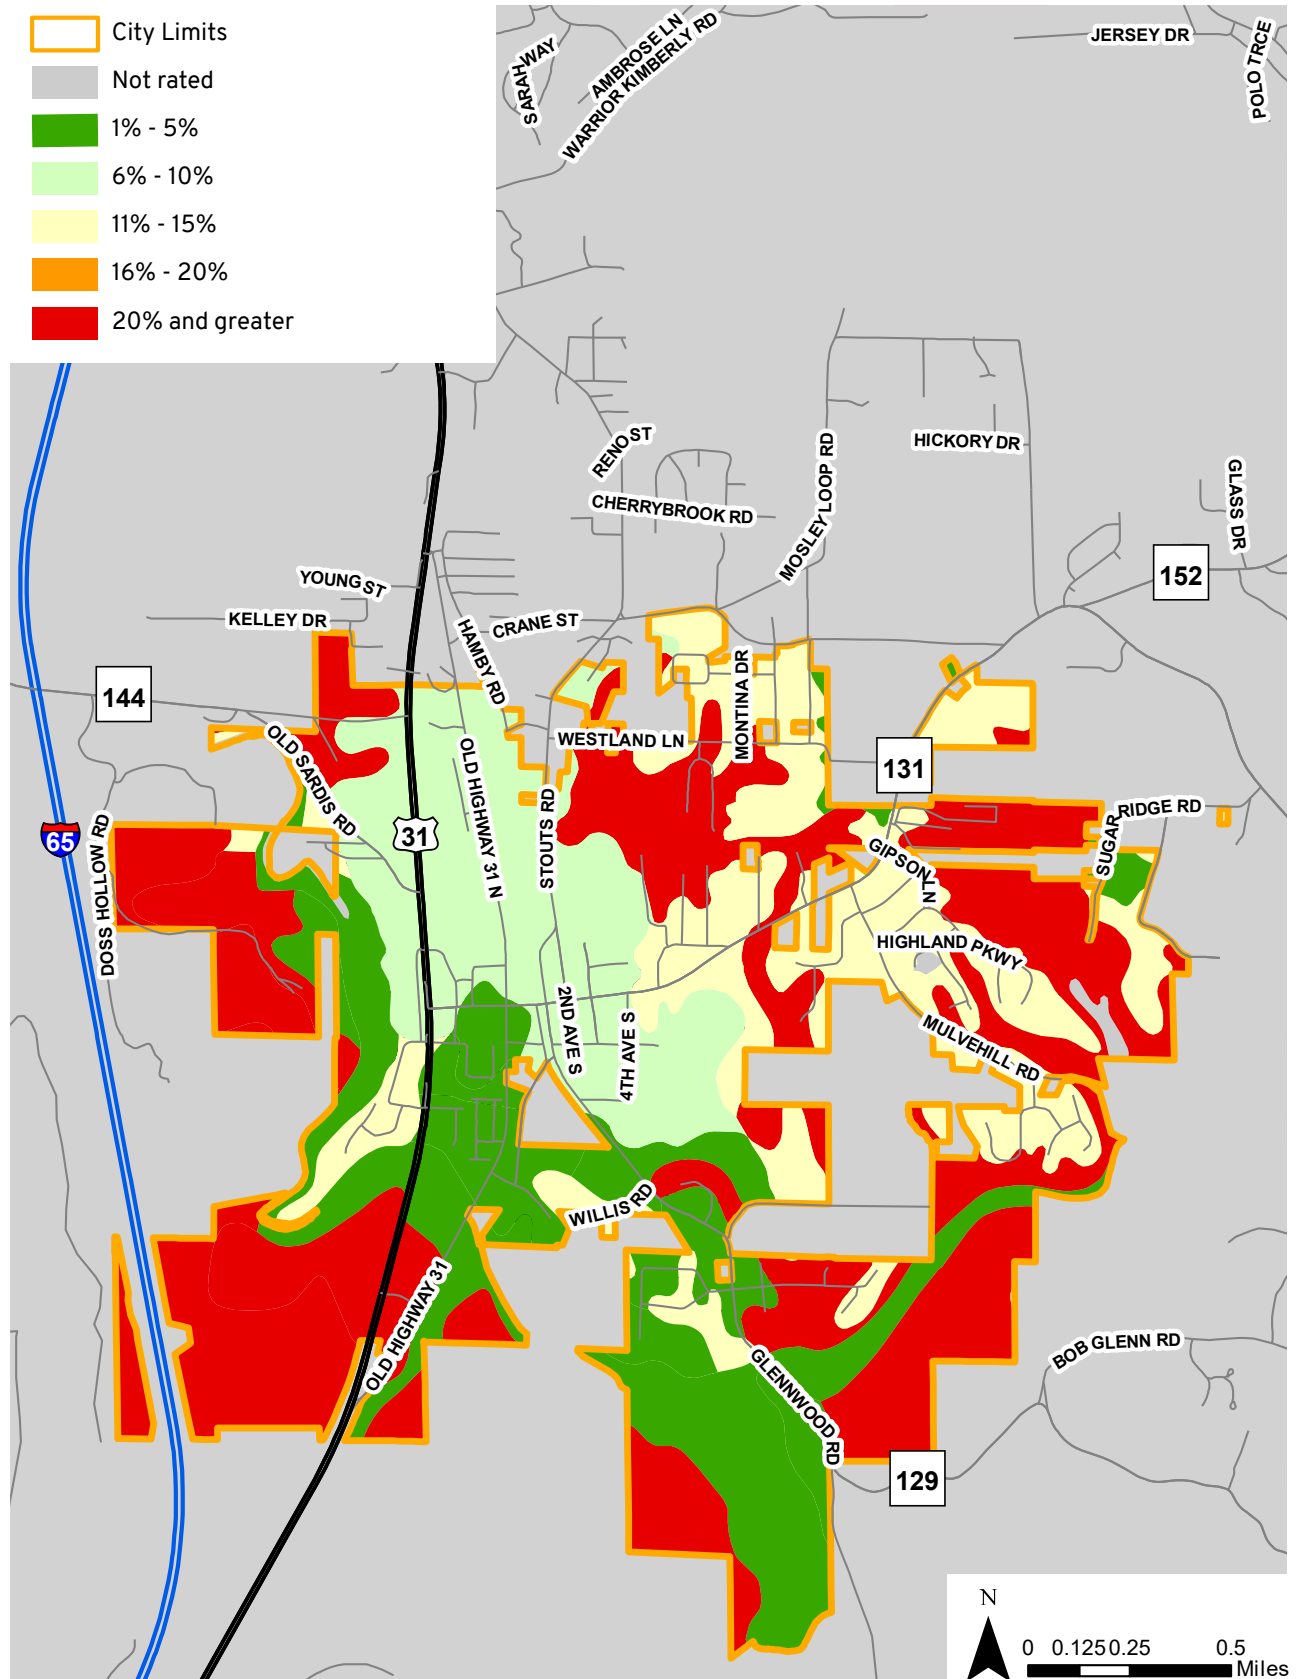 City Limits
Not rated
1% - 5%
6% - 10%
11% - 15%
16% - 20%
20% and greater
SARAH WAY
AMBROSE LN
WARRIOR KIMBERLY RD
JERSEY DR
POLO TRCE
RENO ST
CHERRYBROOK RD
MOSLEY LOOP RD
HICKORY DR
GLASS DR
152
YOUNG ST
KELLEY DR
HAMBY RD
CRANE ST
144
MONTINA DR
WESTLAND LN
OLD SARDIS RD
OLD HIGHWAY 31 N
STOUTS RD
131
31
65
DOSS HOLLOW RD
SUGAR RIDGE RD
GIPSON LN
HIGHLAND PKWY
2ND AVE S
4TH AVE S
MULVEHILL RD
WILLIS RD
OLD HIGHWAY 31
GLENNWOOD RD
BOB GLENN RD
129
N
0 0.125 0.25 0.5
Miles